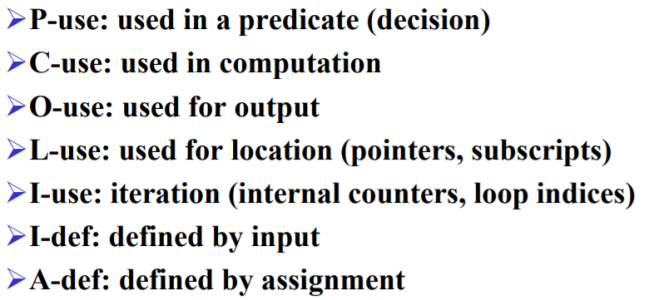 ➢P-use: used in a predicate (decision)
➢C-use: used in computation
➢O-use: used for output
➢L-use: used for location (pointers, subscripts)
➢I-use: iteration (internal counters, loop indices)
➢I-def: defined by input
➢A-def: defined by assignment